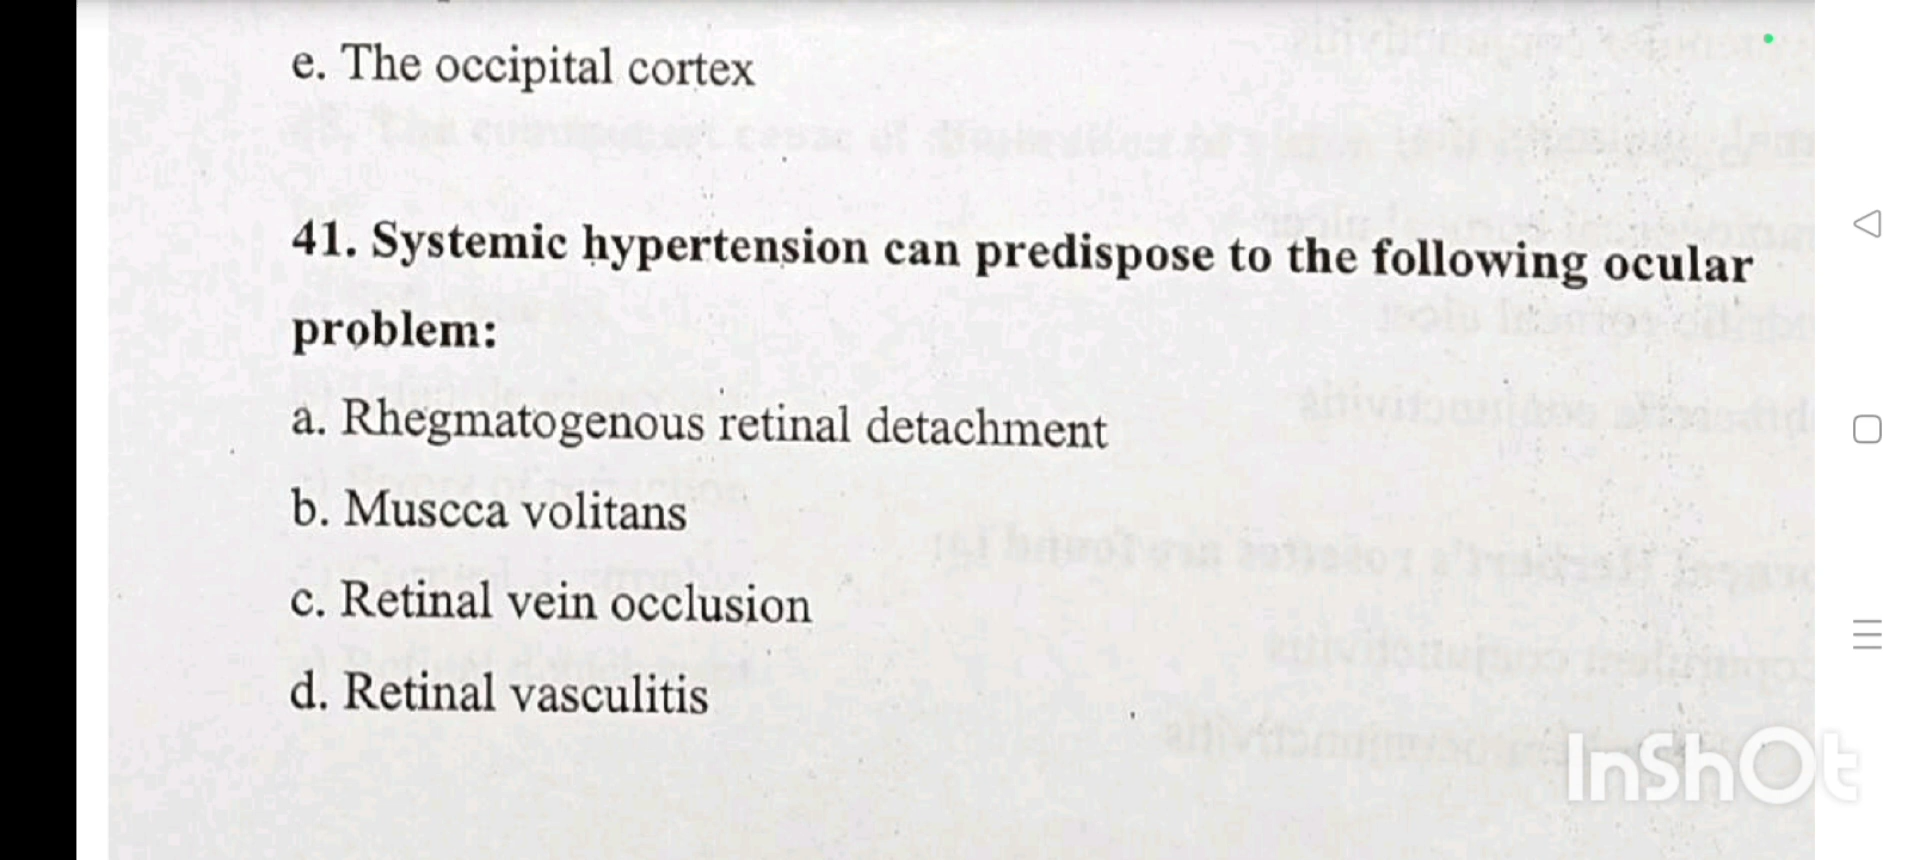 e. The occipital cortex
41. Systemic hypertension can predispose to the following ocular
problem:
a. Rhegmatogenous retinal detachment
b. Muscca volitans
c. Retinal vein occlusion
d. Retinal vasculitis
InShOt